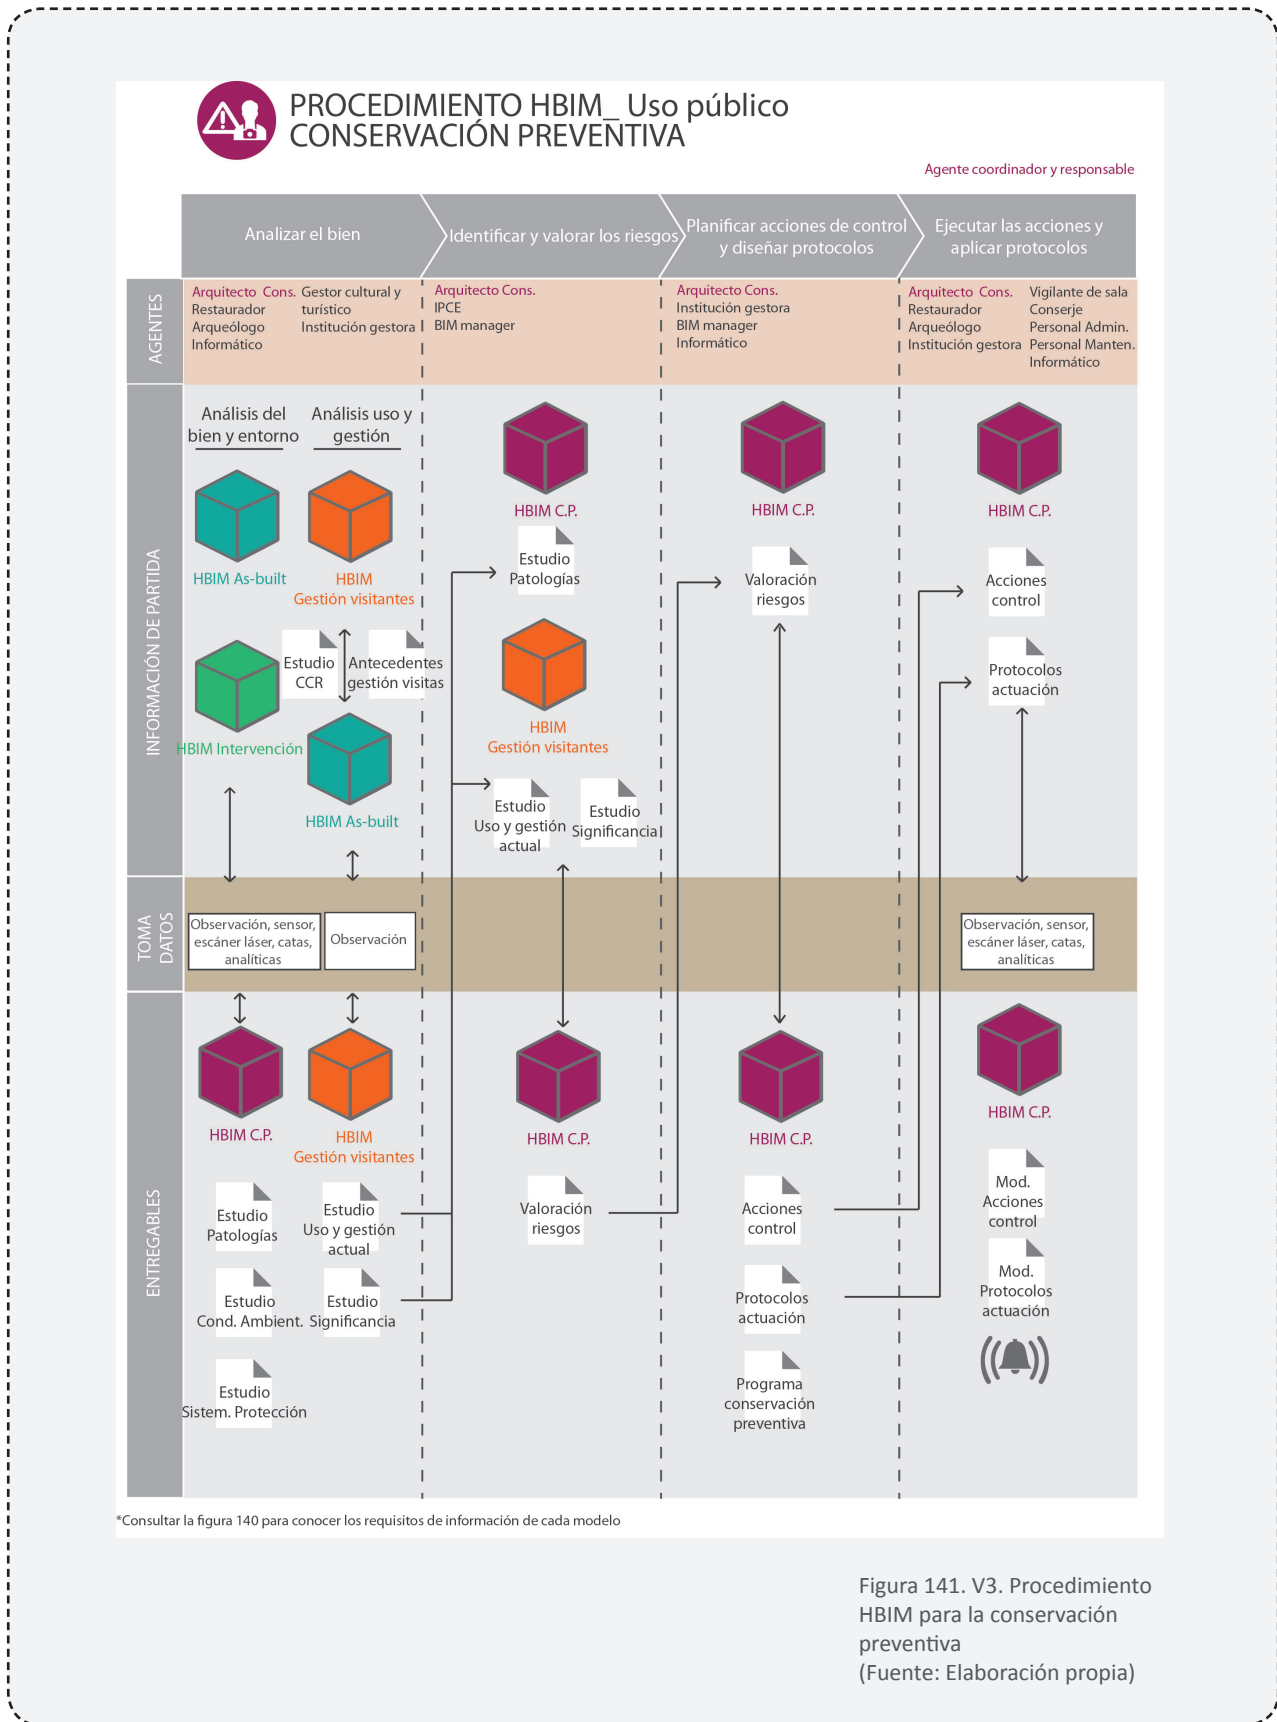 PROCEDIMIENTO HBIM_ Uso público
CONSERVACIÓN PREVENTIVA
Agente coordinador y responsable
Analizar el bien
Identificar y valorar los riesgos
Planificar acciones de control
y diseñar protocolos
Ejecutar las acciones y
aplicar protocolos
AGENTES
Arquitecto Cons.
Restaurador
Arqueólogo
Informático
Gestor cultural y
turístico
Institución gestora
Arquitecto Cons.
IPCE
BIM manager
Arquitecto Cons.
Institución gestora
BIM manager
Informático
Arquitecto Cons.
Restaurador
Arqueólogo
Institución gestora
Vigilante de sala
Conserje
Personal Admin.
Personal Manten.
Informático
INFORMACIÓN DE PARTIDA
Análisis del
bien y entorno
Análisis uso y
gestión
HBIM As-built
HBIM
Gestión visitantes
Estudio
CCR
Antecedentes
gestión visitas
HBIM Intervención
HBIM As-built
HBIM C.P.
Estudio
Patologías
HBIM
Gestión visitantes
Estudio
Uso y gestión
actual
Estudio
Significancia
HBIM C.P.
Valoración
riesgos
HBIM C.P.
Acciones
control
Protocolos
actuación
TOMA
DATOS
Observación, sensor,
escáner láser, catas,
analíticas
Observación
Observación, sensor,
escáner láser, catas,
analíticas
ENTREGABLES
HBIM C.P.
HBIM
Gestión visitantes
Estudio
Patologías
Estudio
Uso y gestión
actual
Estudio
Cond. Ambient.
Estudio
Significancia
Estudio
Sistem. Protección
HBIM C.P.
Valoración
riesgos
HBIM C.P.
Acciones
control
Protocolos
actuación
Programa
conservación
preventiva
HBIM C.P.
Mod.
Acciones
control
Mod.
Protocolos
actuación
*Consultar la figura 140 para conocer los requisitos de información de cada modelo
Figura 141. V3. Procedimiento
HBIM para la conservación
preventiva
(Fuente: Elaboración propia)